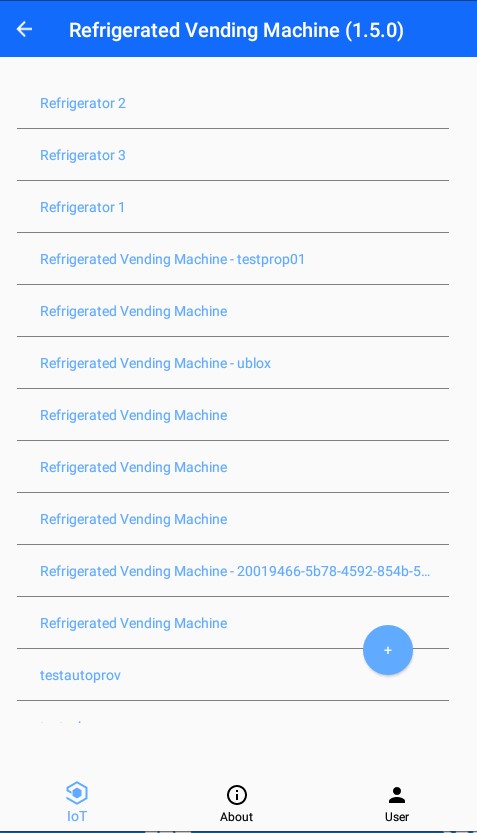 Refrigerated Vending Machine (1.5.0)
Refrigerator 2
Refrigerator 3
Refrigerator 1
Refrigerated Vending Machine - testprop01
Refrigerated Vending Machine
Refrigerated Vending Machine - ublox
Refrigerated Vending Machine
Refrigerated Vending Machine
Refrigerated Vending Machine
Refrigerated Vending Machine - 20019466-5b78-4592-854b-5...
Refrigerated Vending Machine
+
testautoprov
IoT
About
User